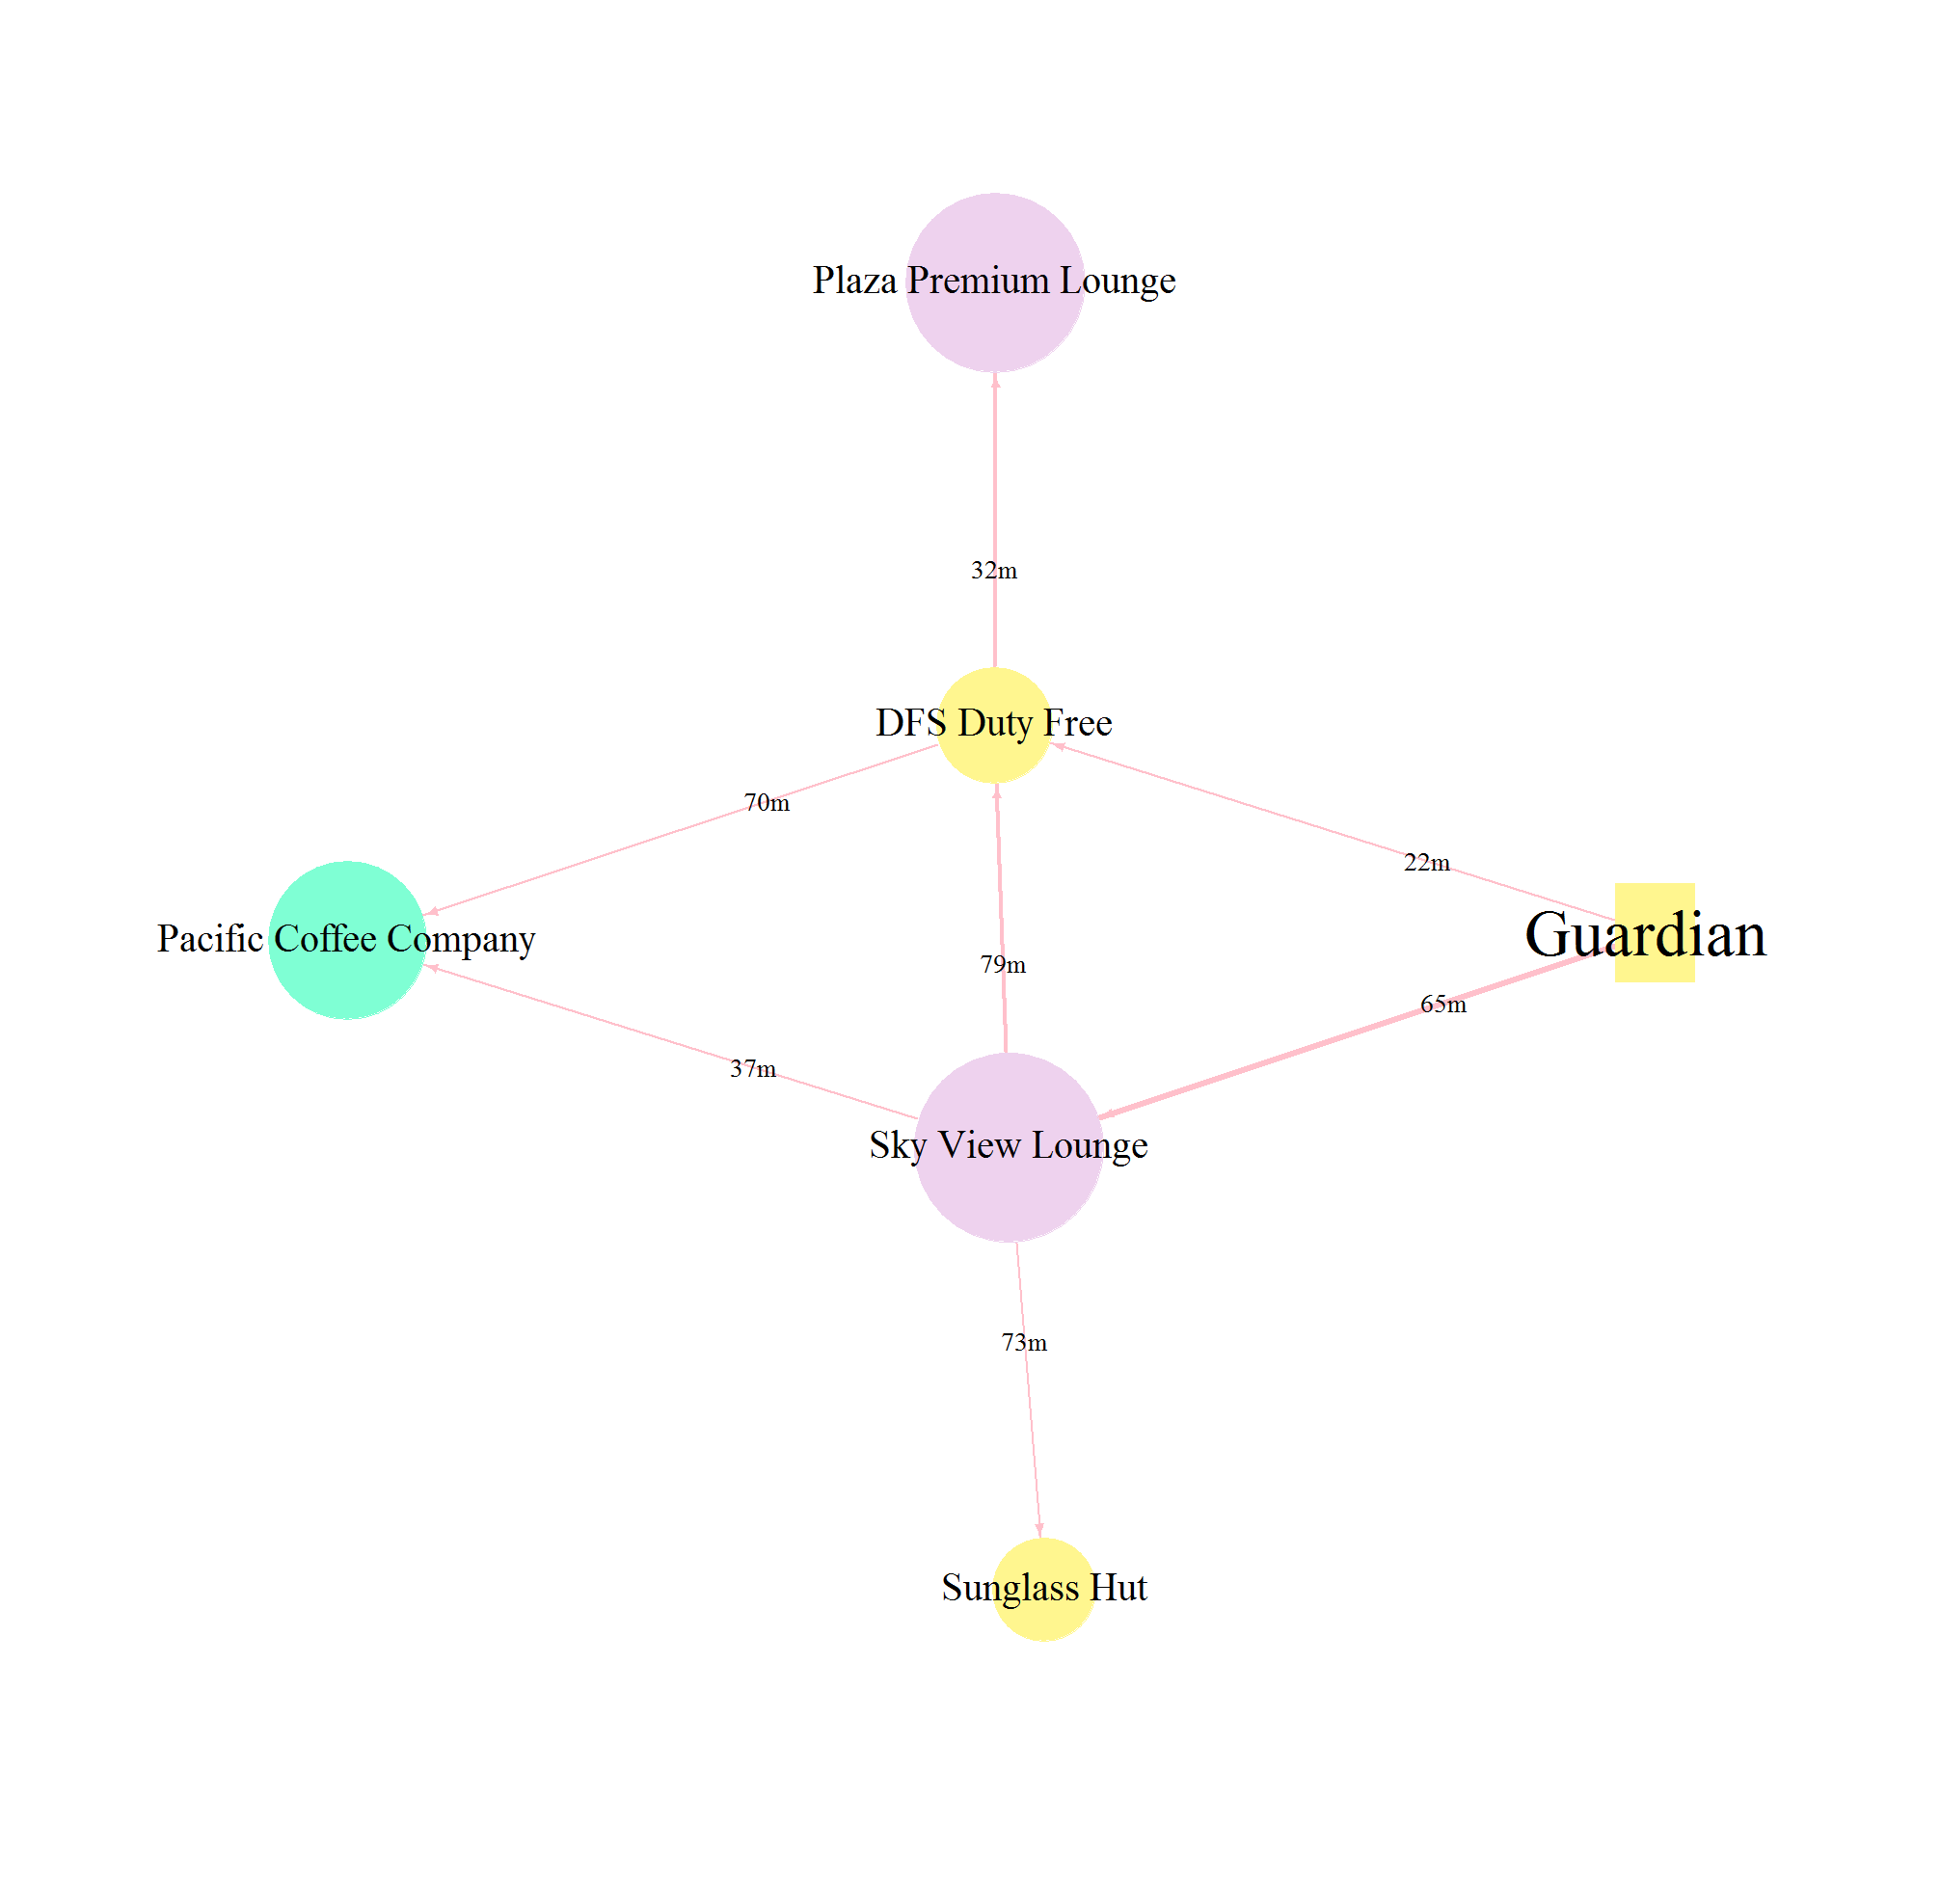 Plaza Premium Lounge
32m
DFS Duty Free
70m
22m
Pacific Coffee Company
Guardian
79m
65m
37m
Sky View Lounge
73m
Sunglass Hut